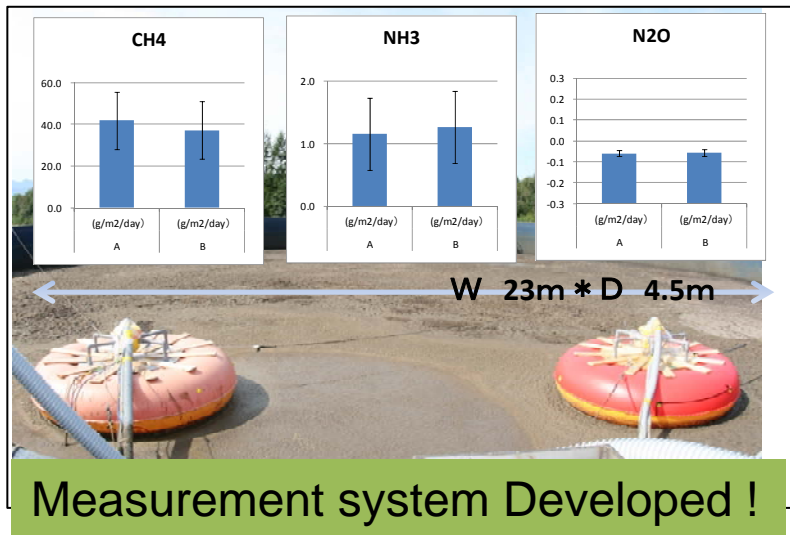 CH4
60.0
40.0
20.0
0.0
(g/m2/day)
(g/m2/day)
A
B
NH3
2.0
1.0
0.0
(g/m2/day)
(g/m2/day)
A
B
N2O
0.3
0.2
0.1
0.0
-0.1
-0.2
-0.3
(g/m2/day)
(g/m2/day)
A
B
W 23m*D 4.5m
Measurement system Developed !